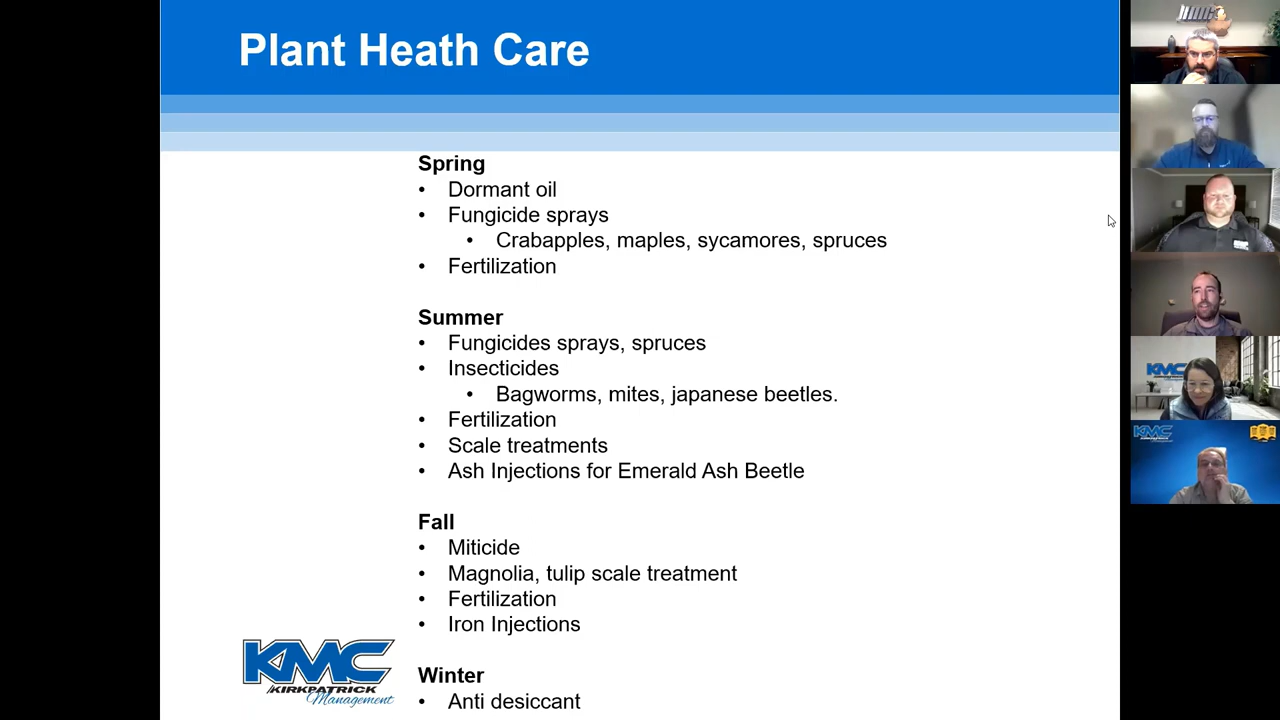 Plant Heath Care
Spring
• Dormant oil
• Fungicide sprays
• Crabapples, maples, sycamores, spruces
• Fertilization
Summer
• Fungicides sprays, spruces
• Insecticides
• Bagworms, mites, japanese beetles.
• Fertilization
• Scale treatments
• Ash Injections for Emerald Ash Beetle
Fall
• Miticide
• Magnolia, tulip scale treatment
• Fertilization
• Iron Injections
Winter
• Anti desiccant
KMC
KIRKPATRICK
Management
KMC
KMC